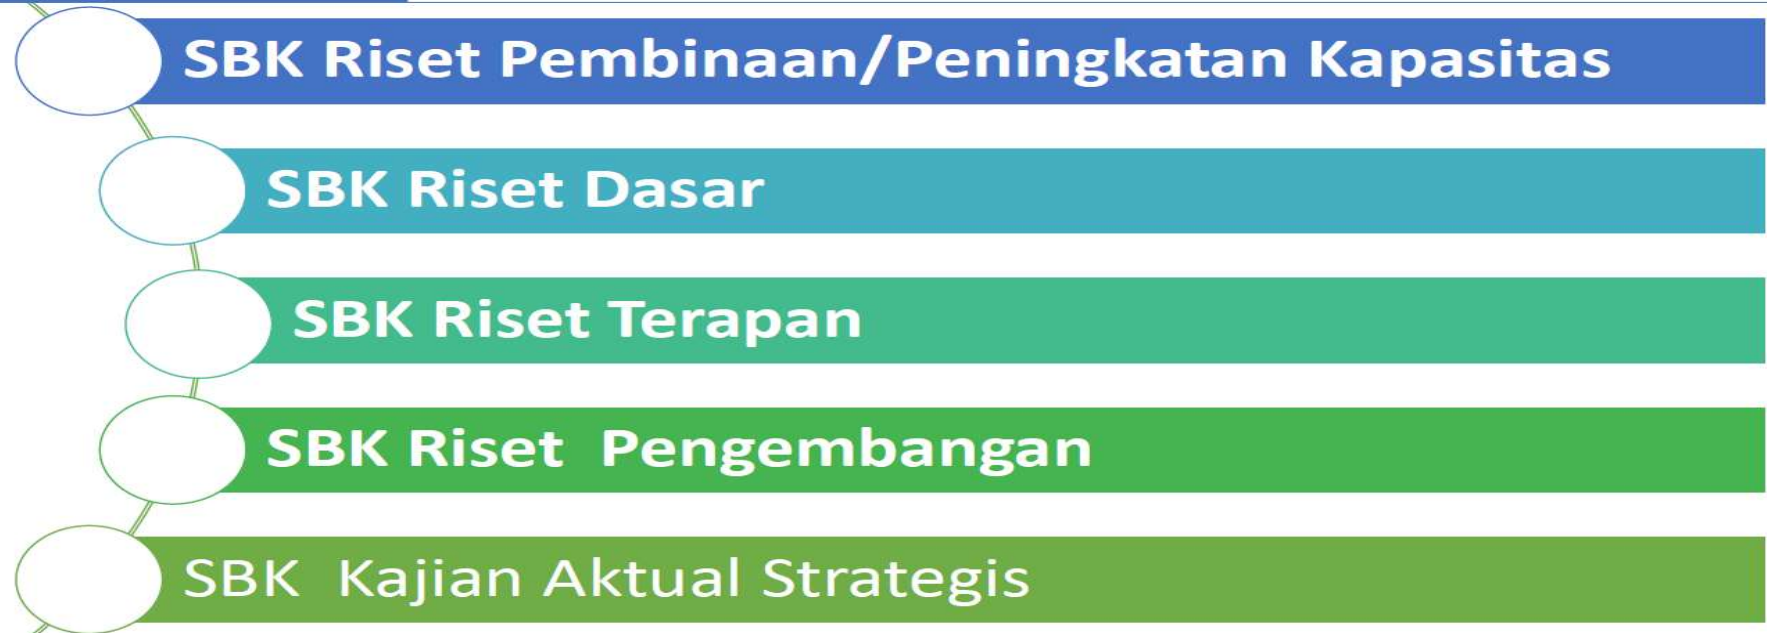 SBK Riset Pembinaan/Peningkatan Kapasitas
SBK Riset Dasar
SBK Riset Terapan
SBK Riset Pengembangan
SBK Kajian Aktual Strategis